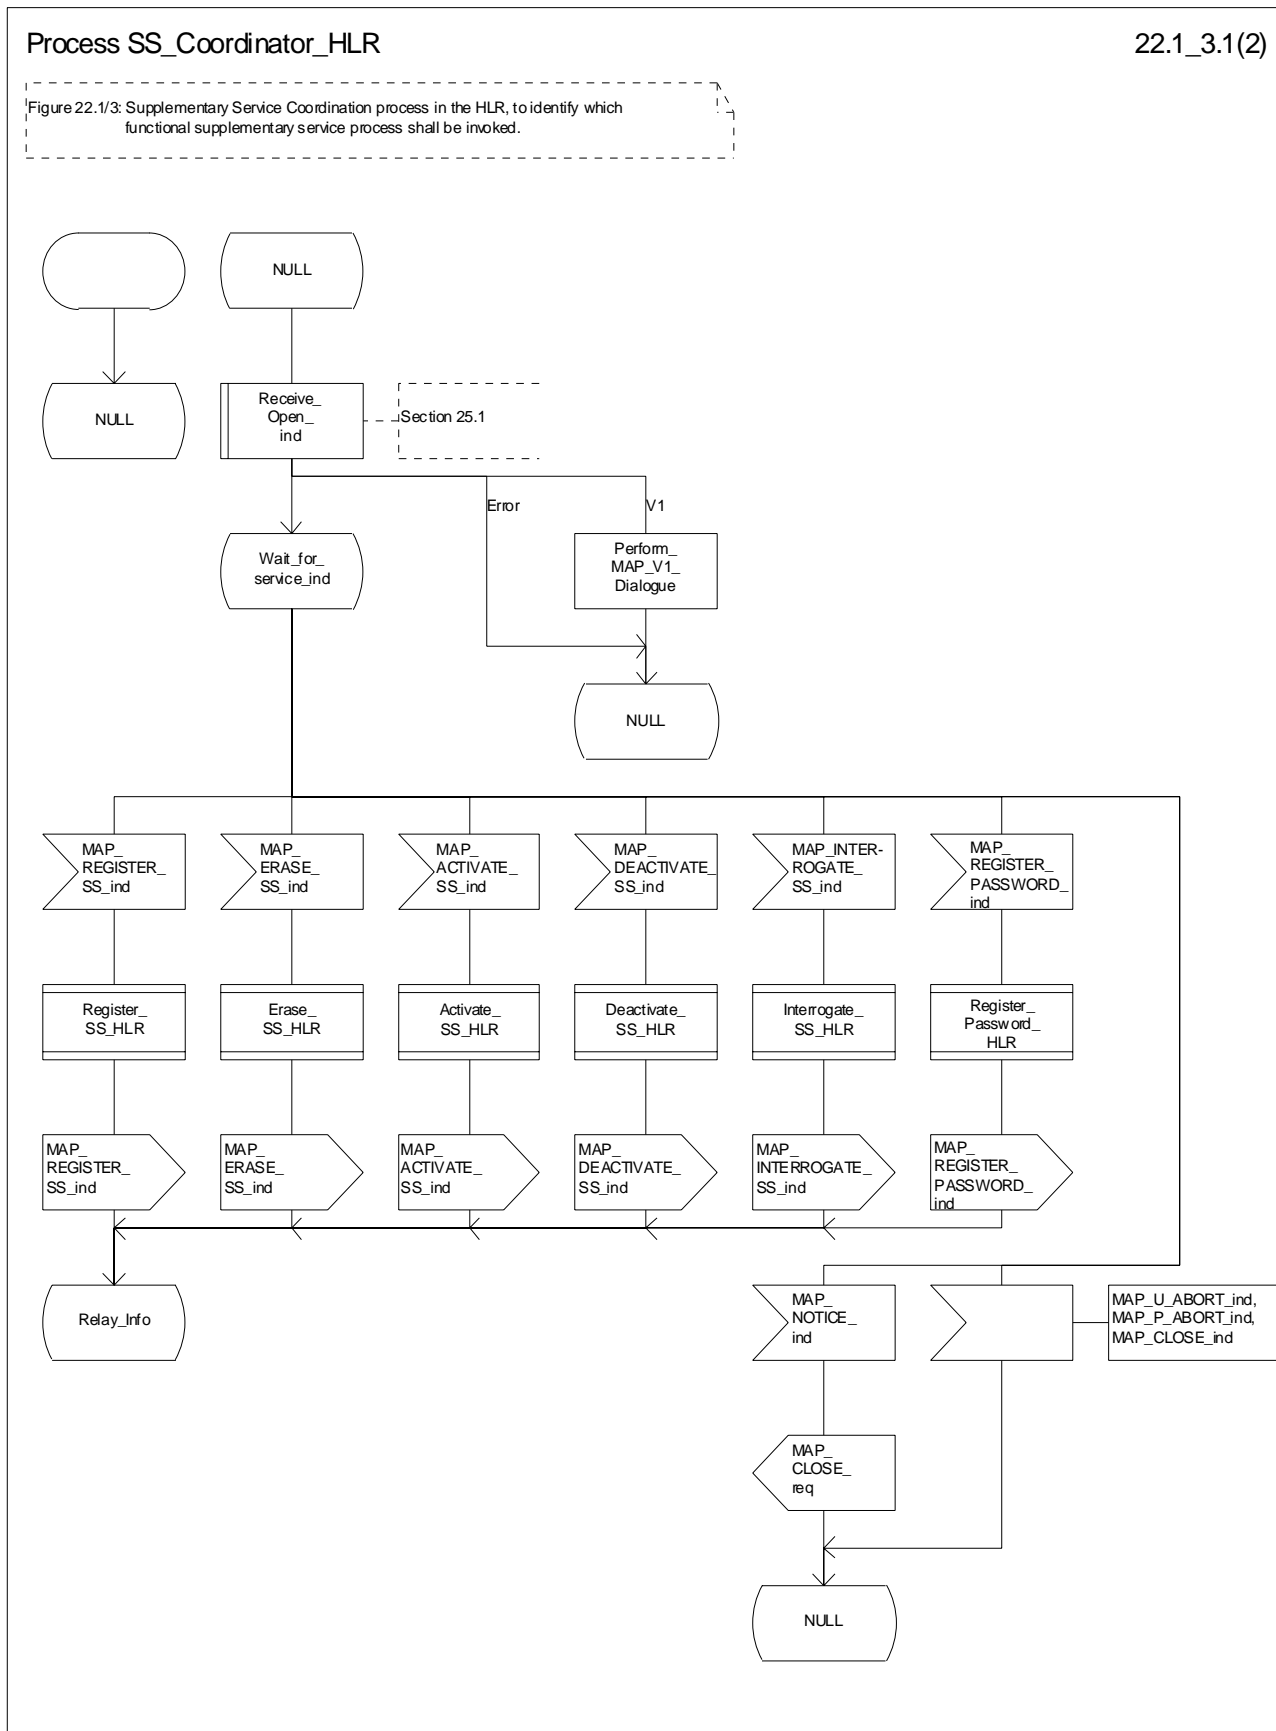 Process SS_Coordinator_HLR
22.1_3.1(2)
Figure 22.1/3: Supplementary Service Coordination process in the HLR, to identify which
functional supplementary service process shall be invoked.
NULL
NULL
Receive_
Open_
ind
Section 25.1
Error
V1
Wait_for_
service_ind
Perform_
MAP_V1_
Dialogue
NULL
MAP_
REGISTER_
SS_ind
MAP_
ERASE_
SS_ind
MAP_
ACTIVATE_
SS_ind
MAP_
DEACTIVATE_
SS_ind
MAP_INTER-
ROGATE_
SS_ind
MAP_
REGISTER_
PASSWORD_
ind
Register_
SS_HLR
Erase_
SS_HLR
Activate_
SS_HLR
Deactivate_
SS_HLR
Interrogate_
SS_HLR
Register_
Password_
HLR
MAP_
REGISTER_
SS_ind
MAP_
ERASE_
SS_ind
MAP_
ACTIVATE_
SS_ind
MAP_
DEACTIVATE_
SS_ind
MAP_
INTERROGATE_
SS_ind
MAP_
REGISTER_
PASSWORD_
ind
Relay_Info
MAP_
NOTICE_
ind
MAP_U_ABORT_ind,
MAP_P_ABORT_ind,
MAP_CLOSE_ind
MAP_
CLOSE_
req
NULL